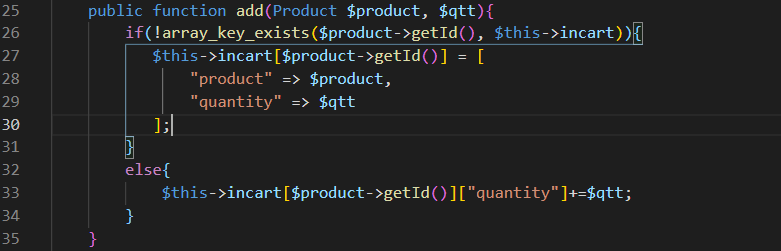 25 public function add(Product $product, $qtt){
26 if(!array_key_exists($product->getId(), $this->incart)){
27 $this->incart[$product->getId()] = [
28 "product" => $product,
29 "quantity" => $qtt
30 ];
31 }
32 else{
33 $this->incart[$product->getId()]["quantity"]+=$qtt;
34 }
35 }